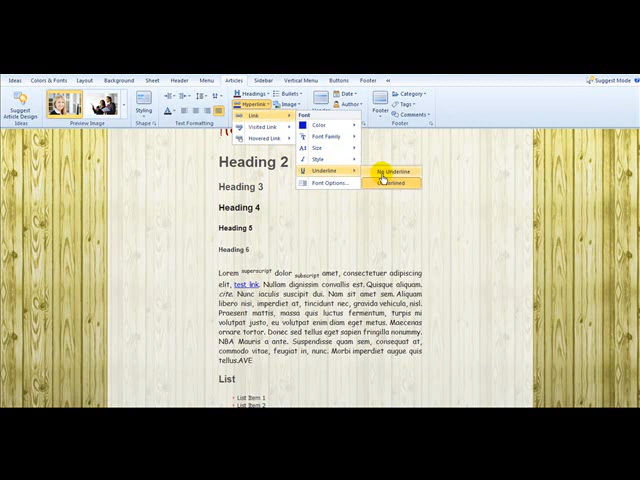 Ideas Colors & Fonts Layout Background Sheet Header Menu Articles Sidebar Vertical Menu Buttons Footer Suggest Mode
Suggest Article Design
Preview Image
Styling
Shape
Text Formatting
Headings Bullets
Hyperlink Image
Date
Author
Footer
Category
Tags
Comments
Footer
Link
Visited Link
Hovered Link
Font
Color
Font Family
Size
Style
Underline
Font Options...
No Underline
Underlined
Heading 2
Heading 3
Heading 4
Heading 5
Heading 6
Lorem superscript dolor subscript amet, consectetuer adipiscing
elit, test link. Nullam dignissim convallis est. Quisque aliquam.
cite. Nunc iaculis suscipit dui. Nam sit amet sem. Aliquam
libero nisi, imperdiet at, tincidunt nec, gravida vehicula, nisl.
Praesent mattis, massa quis luctus fermentum, turpis mi
volutpat justo, eu volutpat enim diam eget metus. Maecenas
ornare tortor. Donec sed tellus eget sapien fringilla nonummy.
NBA Mauris a ante. Suspendisse quam sem, consequat at,
commodo vitae, feugiat in, nunc. Morbi imperdiet augue quis
tellus.AVE
List
List Item 1
List Item 2